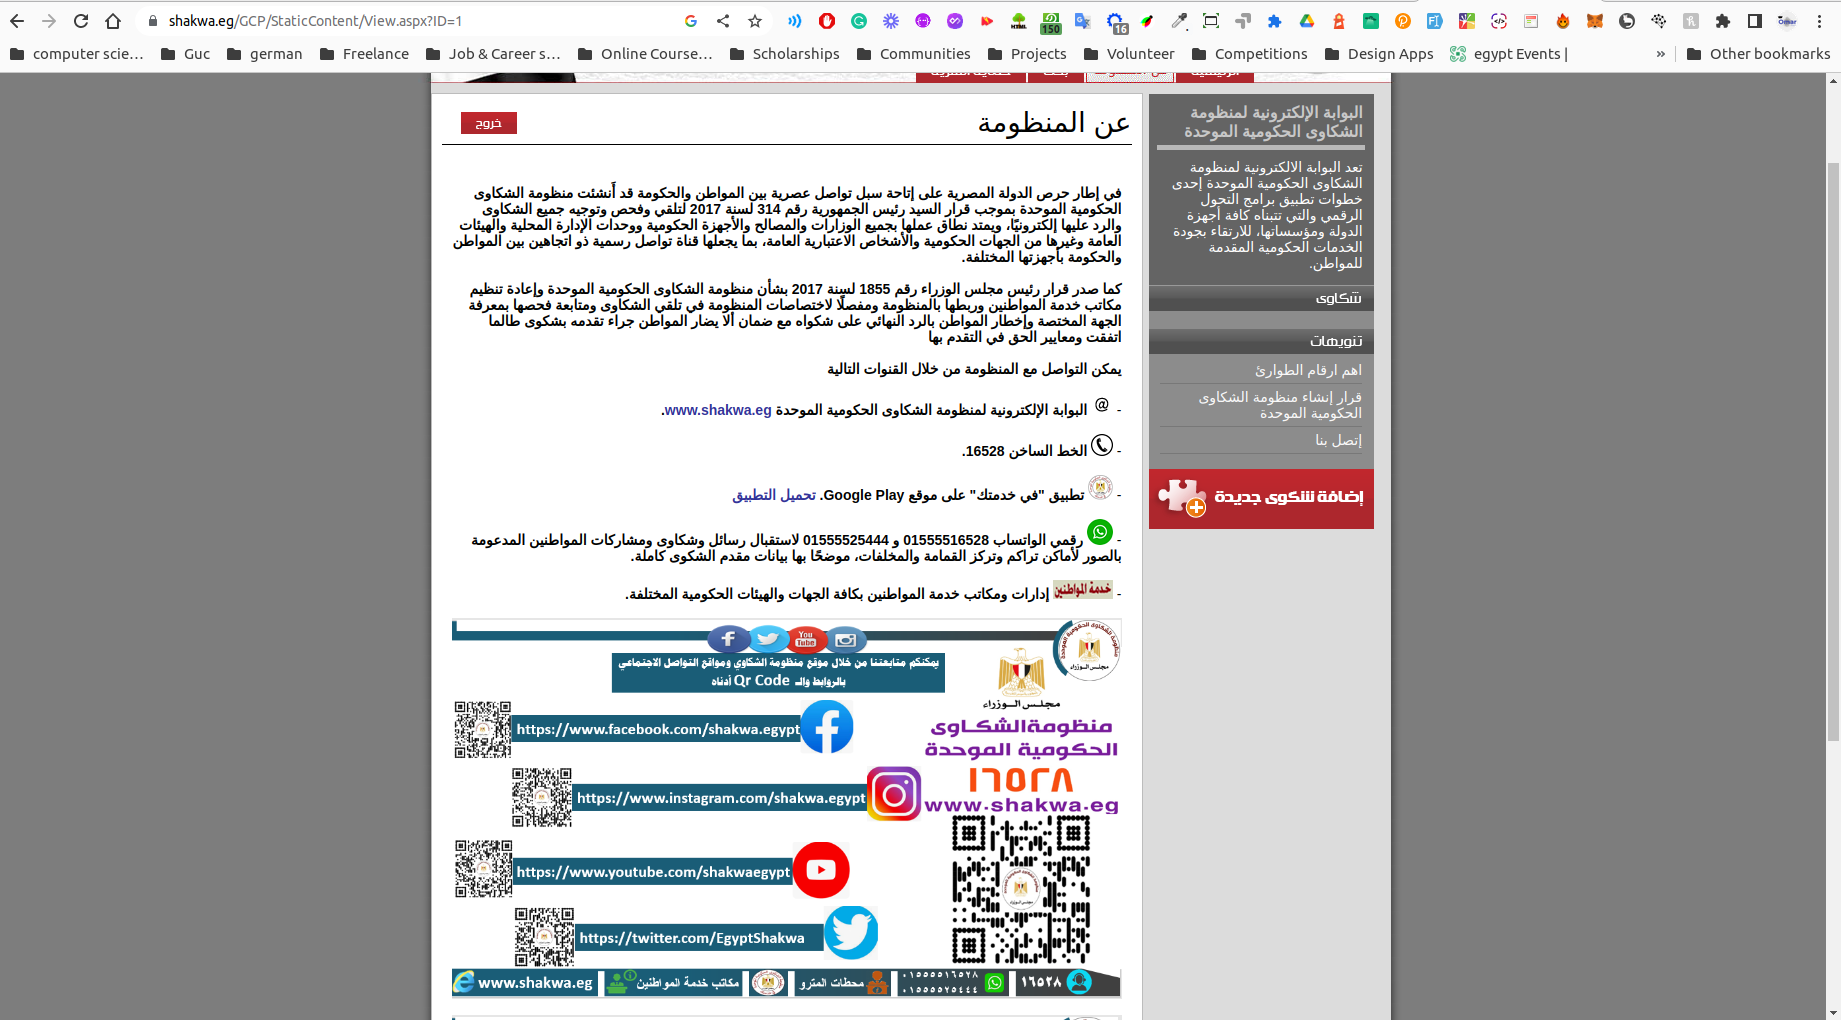 shakwa.eg/GCP/StaticContent/View.aspx?ID=1
150
16
Omar
computer scie...
Guc
german
Freelance
Job & Career s...
Online Course...
Scholarships
Communities
Projects
Volunteer
Competitions
Design Apps
egypt Events |
»
Other bookmarks
عن المنظومة
خروج
في إطار حرص الدولة المصرية على إتاحة سبل تواصل عصرية بين المواطن والحكومة قد أنشئت منظومة الشكاوى
الحكومية الموحدة بموجب قرار السيد رئيس الجمهورية رقم 314 لسنة 2017 لتلقي وفحص وتوجيه جميع الشكاوى
والرد عليها إلكترونيًا، ويمتد نطاق عملها بجميع الوزارات والمصالح والأجهزة الحكومية ووحدات الإدارة المحلية والهيئات
العامة وغيرها من الجهات الحكومية والأشخاص الاعتبارية العامة، بما يجعلها قناة تواصل رسمية ذو اتجاهين بين المواطن
والحكومة بأجهزتها المختلفة.
كما صدر قرار رئيس مجلس الوزراء رقم 1855 لسنة 2017 بشأن منظومة الشكاوى الحكومية الموحدة وإعادة تنظيم
مكاتب خدمة المواطنين وربطها بالمنظومة ومفصلًا لاختصاصات المنظومة في تلقي الشكاوى ومتابعة فحصها بمعرفة
الجهة المختصة وإخطار المواطن بالرد النهائي على شكواه مع ضمان ألا يضار المواطن جراء تقدمه بشكوى طالما
اتفقت ومعايير الحق في التقدم بها
يمكن التواصل مع المنظومة من خلال القنوات التالية
- @ البوابة الإلكترونية لمنظومة الشكاوى الحكومية الموحدة www.shakwa.eg.
- الخط الساخن 16528.
- تطبيق "في خدمتك" على موقع Google Play. تحميل التطبيق
- رقمي الواتساب 01555516528 و 01555525444 لاستقبال رسائل وشكاوى ومشاركات المواطنين المدعومة
بالصور لأماكن تراكم وتركز القمامة والمخلفات، موضحًا بها بيانات مقدم الشكوى كاملة.
- خدمة المواطنين إدارات ومكاتب خدمة المواطنين بكافة الجهات والهيئات الحكومية المختلفة.
You Tube
يمكنكم متابعتنا من خلال موقع منظومة الشكاوي ومواقع التواصل الاجتماعي
بالروابط والـ Qr Code أدناه
مجلس الوزراء
مجلـس الــوزراء
منظومةالشكـاوى
الحكومية الموحدة
١٦٥٢٨
www.shakwa.eg
https://www.facebook.com/shakwa.egypt
https://www.instagram.com/shakwa.egypt
https://www.youtube.com/shakwaegypt
https://twitter.com/EgyptShakwa
١٦٥٢٨
٠١٥٥٥٥١٦٥٢٨
٠١٥٥٥٥٢٥٤٤٤
محطات المترو
مكاتب خدمة المواطنين
www.shakwa.eg
البوابة الإلكترونية لمنظومة
الشكاوى الحكومية الموحدة
تعد البوابة الالكترونية لمنظومة
الشكاوى الحكومية الموحدة إحدى
خطوات تطبيق برامج التحول
الرقمي والتي تتبناه كافة أجهزة
الدولة ومؤسساتها، للارتقاء بجودة
الخدمات الحكومية المقدمة
للمواطن.
شكاوى
تنويهات
اهم ارقام الطوارئ
قرار إنشاء منظومة الشكاوى
الحكومية الموحدة
إتصل بنا
إضافة شكوى جديدة